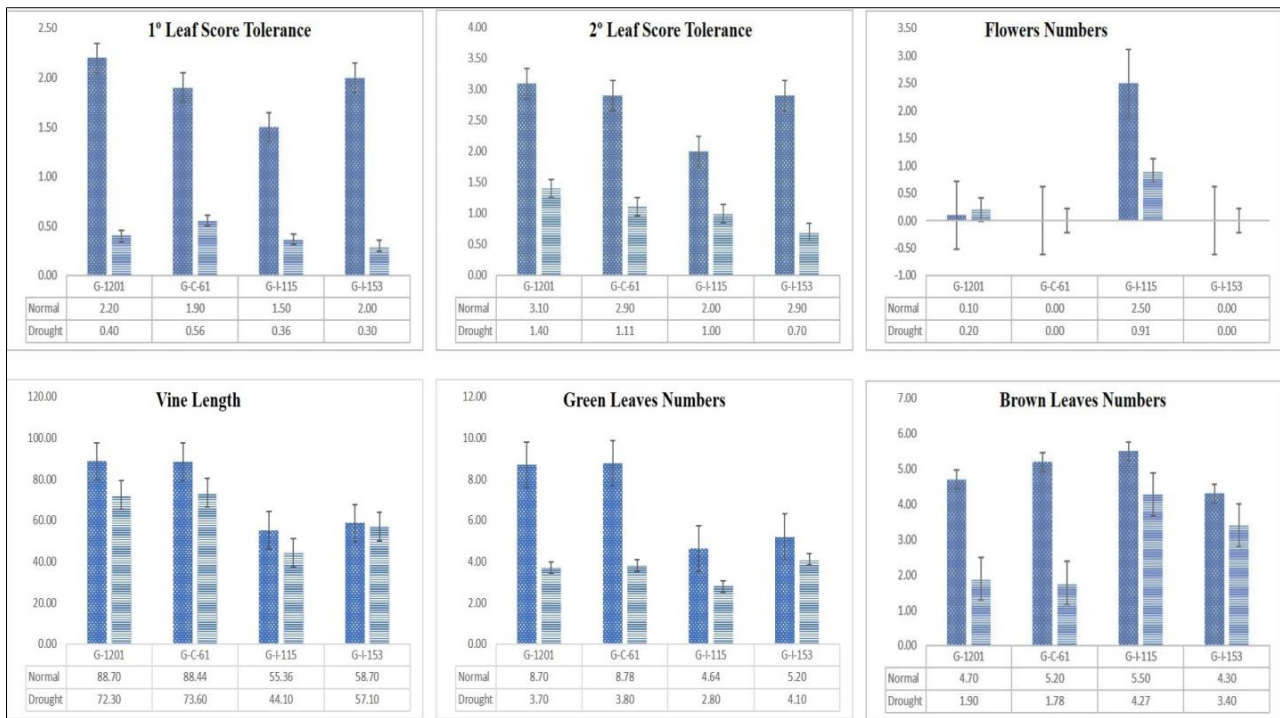 1º Leaf Score Tolerance
2.50
2.00
1.50
1.00
0.50
0.00
G-1201 G-C-61 G-I-115 G-I-153
Normal 2.20 1.90 1.50 2.00
Drought 0.40 0.56 0.36 0.30
2º Leaf Score Tolerance
4.00
3.50
3.00
2.50
2.00
1.50
1.00
0.50
0.00
G-1201 G-C-61 G-I-115 G-I-153
Normal 3.10 2.90 2.00 2.90
Drought 1.40 1.11 1.00 0.70
Flowers Numbers
3.50
3.00
2.50
2.00
1.50
1.00
0.50
0.00
-0.50
-1.00
G-1201 G-C-61 G-I-115 G-I-153
Normal 0.10 0.00 2.50 0.00
Drought 0.20 0.00 0.91 0.00
Vine Length
120.00
100.00
80.00
60.00
40.00
20.00
0.00
G-1201 G-C-61 G-I-115 G-I-153
Normal 88.70 88.44 55.36 58.70
Drought 72.30 73.60 44.10 57.10
Green Leaves Numbers
12.00
10.00
8.00
6.00
4.00
2.00
0.00
G-1201 G-C-61 G-I-115 G-I-153
Normal 8.70 8.78 4.64 5.20
Drought 3.70 3.80 2.80 4.10
Brown Leaves Numbers
7.00
6.00
5.00
4.00
3.00
2.00
1.00
0.00
G-1201 G-C-61 G-I-115 G-I-153
Normal 4.70 5.20 5.50 4.30
Drought 1.90 1.78 4.27 3.40